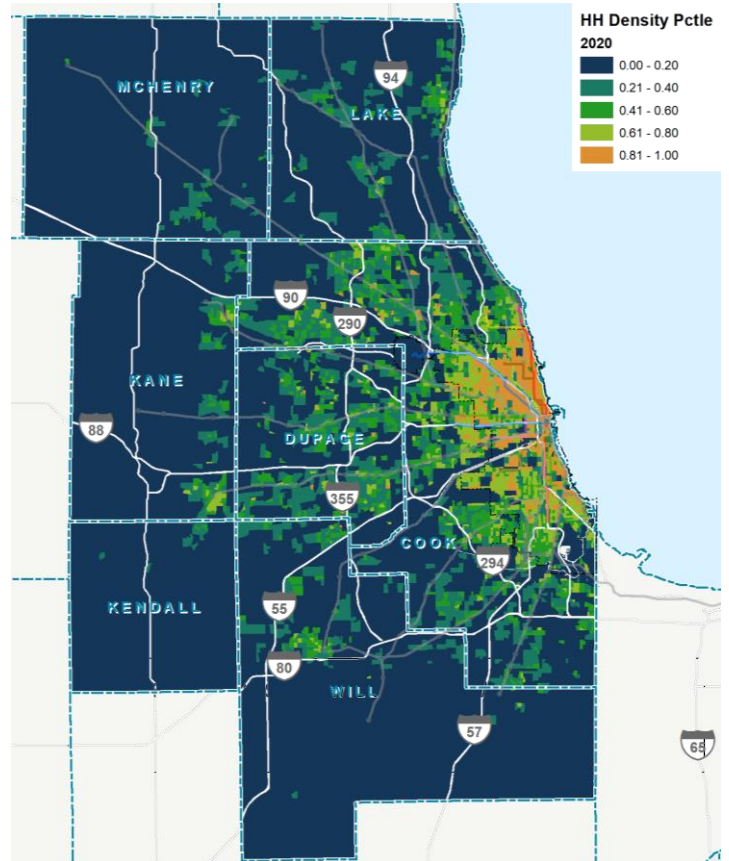 HH Density Pctle
2020
0.00 - 0.20
0.21 - 0.40
0.41 - 0.60
0.61 - 0.80
0.81 - 1.00
94
MCHENRY
LAKE
90
290
KANE
88
DUPAGE
355
COOK
294
KENDALL
55
80
WILL
57
65